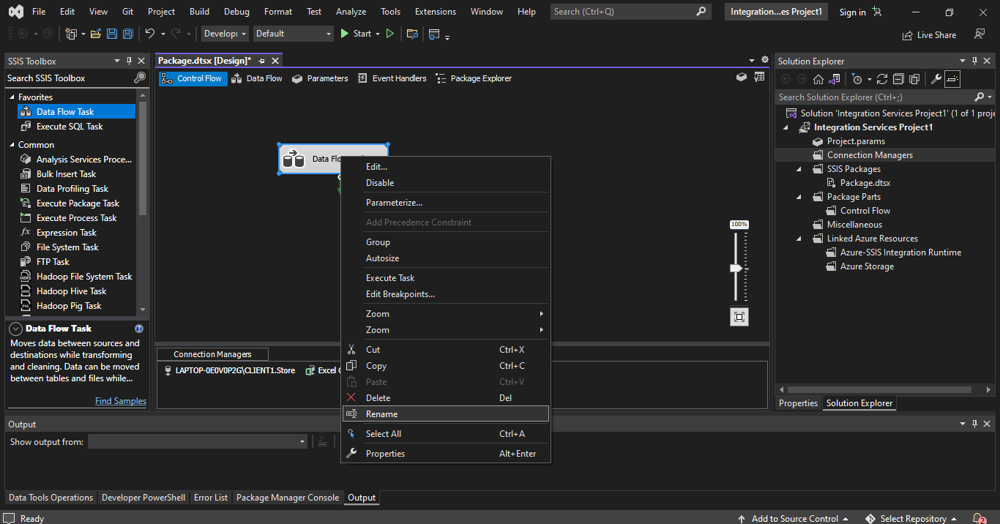 File Edit View Git Project Build Debug Format Test Analyze Tools Extensions Window Help Search (Ctrl+Q) Integration...es Project1 Sign in
Develop Default Start Live Share
SSIS Toolbox
Search SSIS Toolbox
Favorites
Data Flow Task
Execute SQL Task
Common
Analysis Services Proce...
Bulk Insert Task
Data Profiling Task
Execute Package Task
Execute Process Task
Expression Task
File System Task
FTP Task
Hadoop File System Task
Hadoop Hive Task
Hadoop Pig Task
Data Flow Task
Moves data between sources and
destinations while transforming
and cleaning. Data can be moved
between tables and files while...
Find Samples
Package.dtsx [Design]*
Control Flow Data Flow Parameters Event Handlers Package Explorer
Data Flo
Edit...
Disable
Parameterize...
Add Precedence Constraint
Group
Autosize
Execute Task
Edit Breakpoints...
Zoom
Zoom
Cut Ctrl+X
Copy Ctrl+C
Paste Ctrl+V
Delete Del
Rename
Select All Ctrl+A
Properties Alt+Enter
100%
Connection Managers
LAPTOP-0E0V0P2G\CLIENT1.Store Excel
Solution Explorer
Search Solution Explorer (Ctrl+;)
Solution 'Integration Services Project1' (1 of 1 proje
Integration Services Project1
Project.params
Connection Managers
SSIS Packages
Package.dtsx
Package Parts
Control Flow
Miscellaneous
Linked Azure Resources
Azure-SSIS Integration Runtime
Azure Storage
Properties Solution Explorer
Output
Show output from:
Data Tools Operations Developer PowerShell Error List Package Manager Console Output
Ready Add to Source Control Select Repository 2